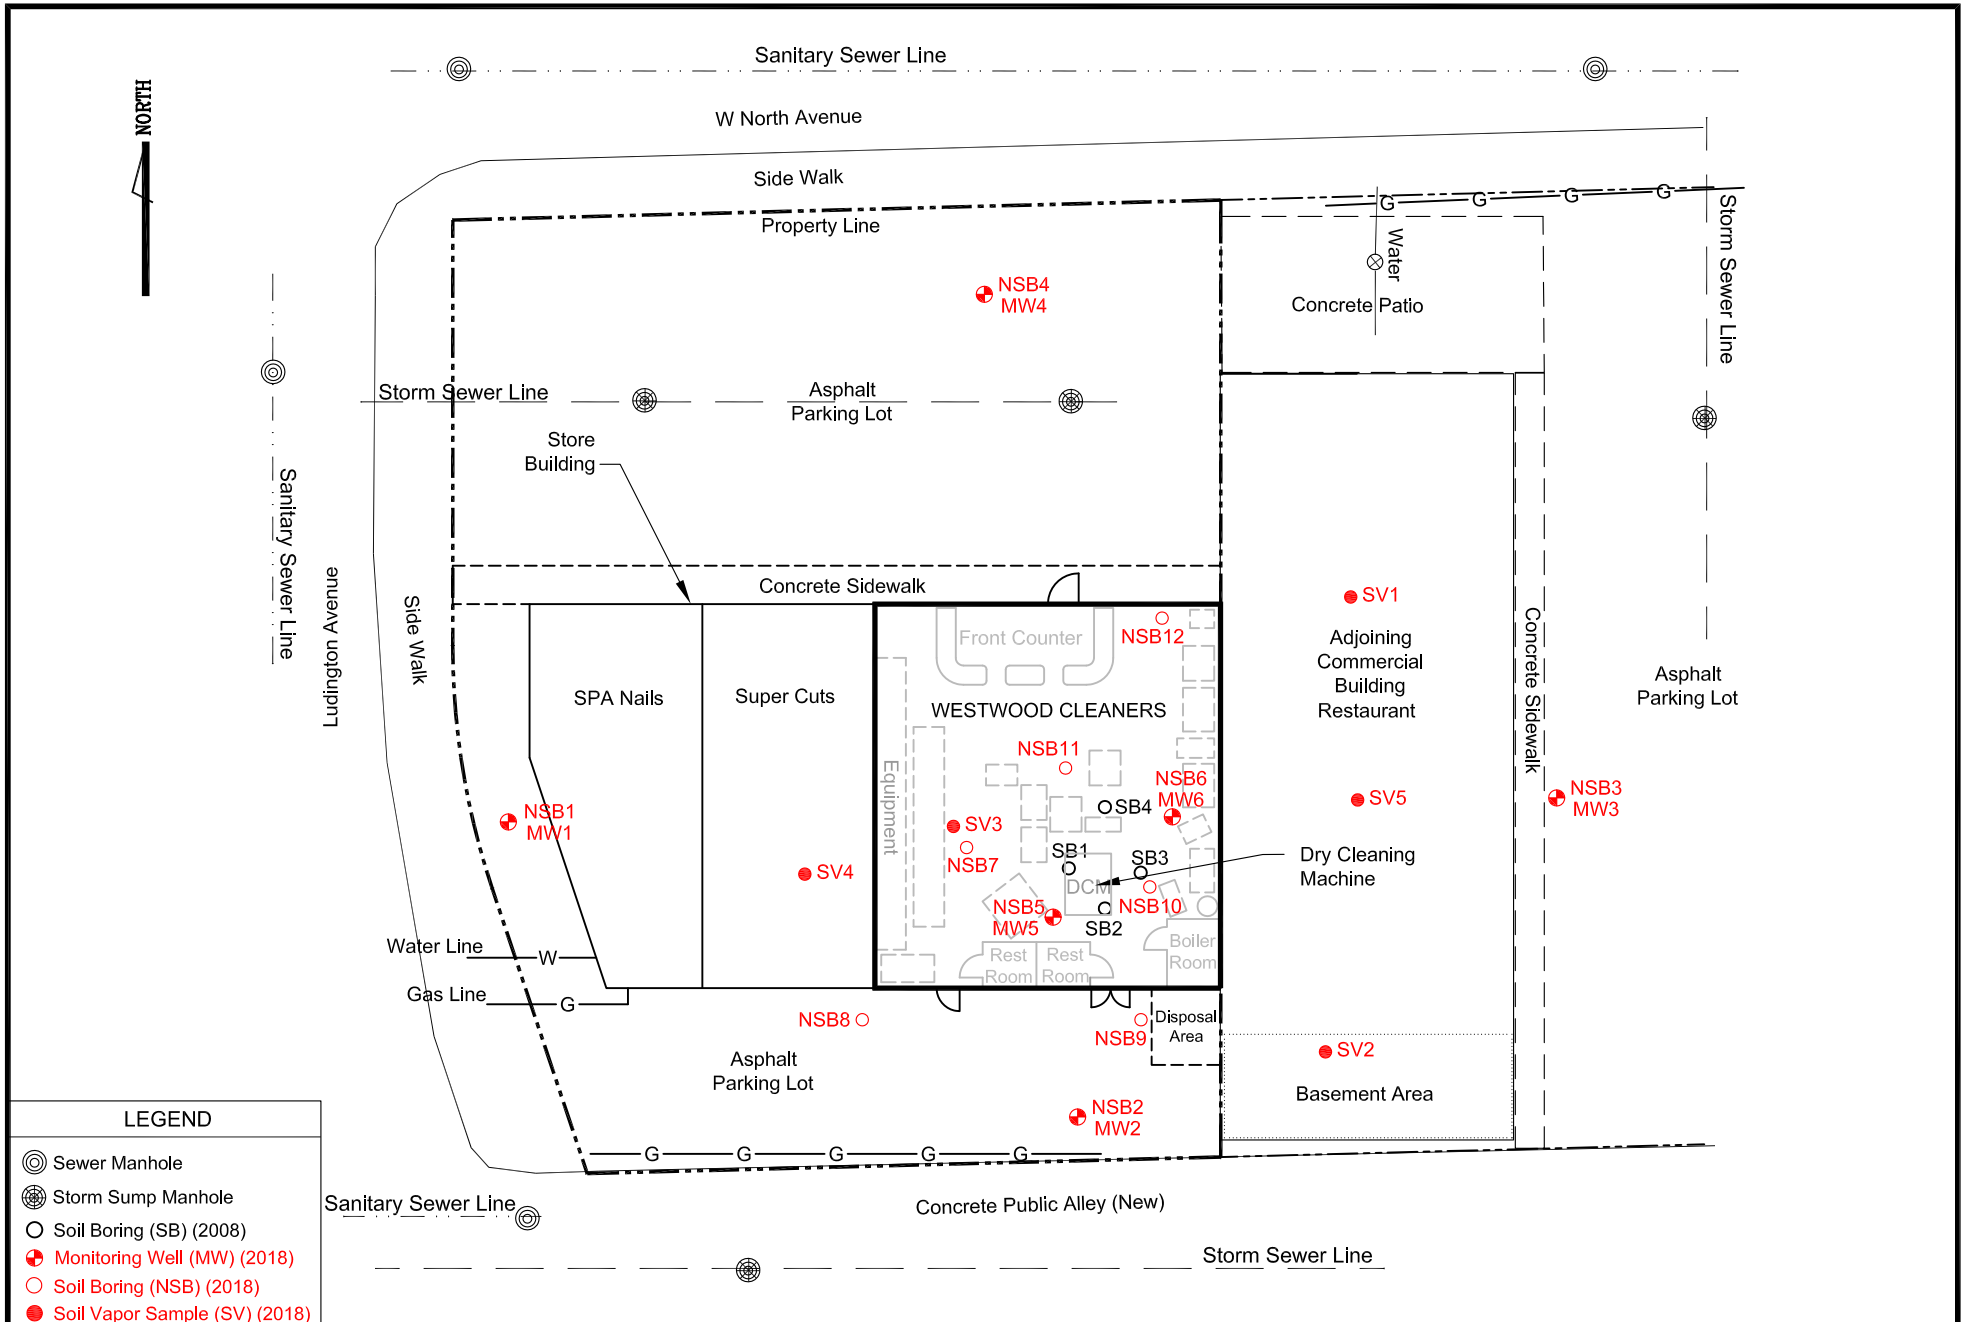 Sanitary Sewer Line
NORTH
W North Avenue
Side Walk
Property Line
G G G G
Water
Storm Sewer Line
NSB4
MW4
Concrete Patio
Storm Sewer Line
Asphalt
Parking Lot
Store
Building
Sanitary Sewer Line
Ludington Avenue
Side Walk
Concrete Sidewalk
SV1
Front Counter
NSB12
Adjoining
Commercial
Building
Restaurant
Concrete Sidewalk
Asphalt
Parking Lot
SPA Nails
Super Cuts
WESTWOOD CLEANERS
NSB11
Equipment
NSB6
MW6
SB4
SV5
NSB3
MW3
NSB1
MW1
SV3
NSB7
SB1
SB3
DCM
Dry Cleaning
Machine
SV4
NSB5
MW5
NSB10
SB2
Water Line
W
Rest
Room
Rest
Room
Boiler
Room
Gas Line
G
NSB8
NSB9
Disposal
Area
SV2
Asphalt
Parking Lot
Basement Area
NSB2
MW2
G G G G G
Sanitary Sewer Line
Concrete Public Alley (New)
Storm Sewer Line
LEGEND
Sewer Manhole
Storm Sump Manhole
Soil Boring (SB) (2008)
Monitoring Well (MW) (2018)
Soil Boring (NSB) (2018)
Soil Vapor Sample (SV) (2018)